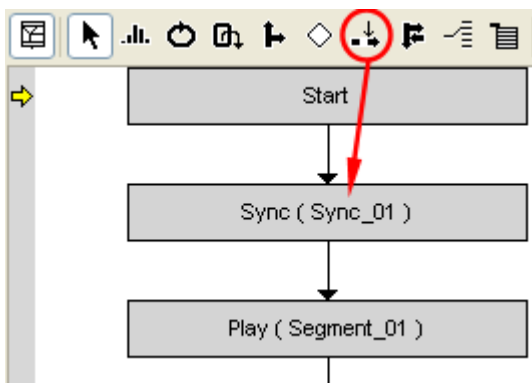 Start
Sync ( Sync_01 )
Play ( Segment_01 )